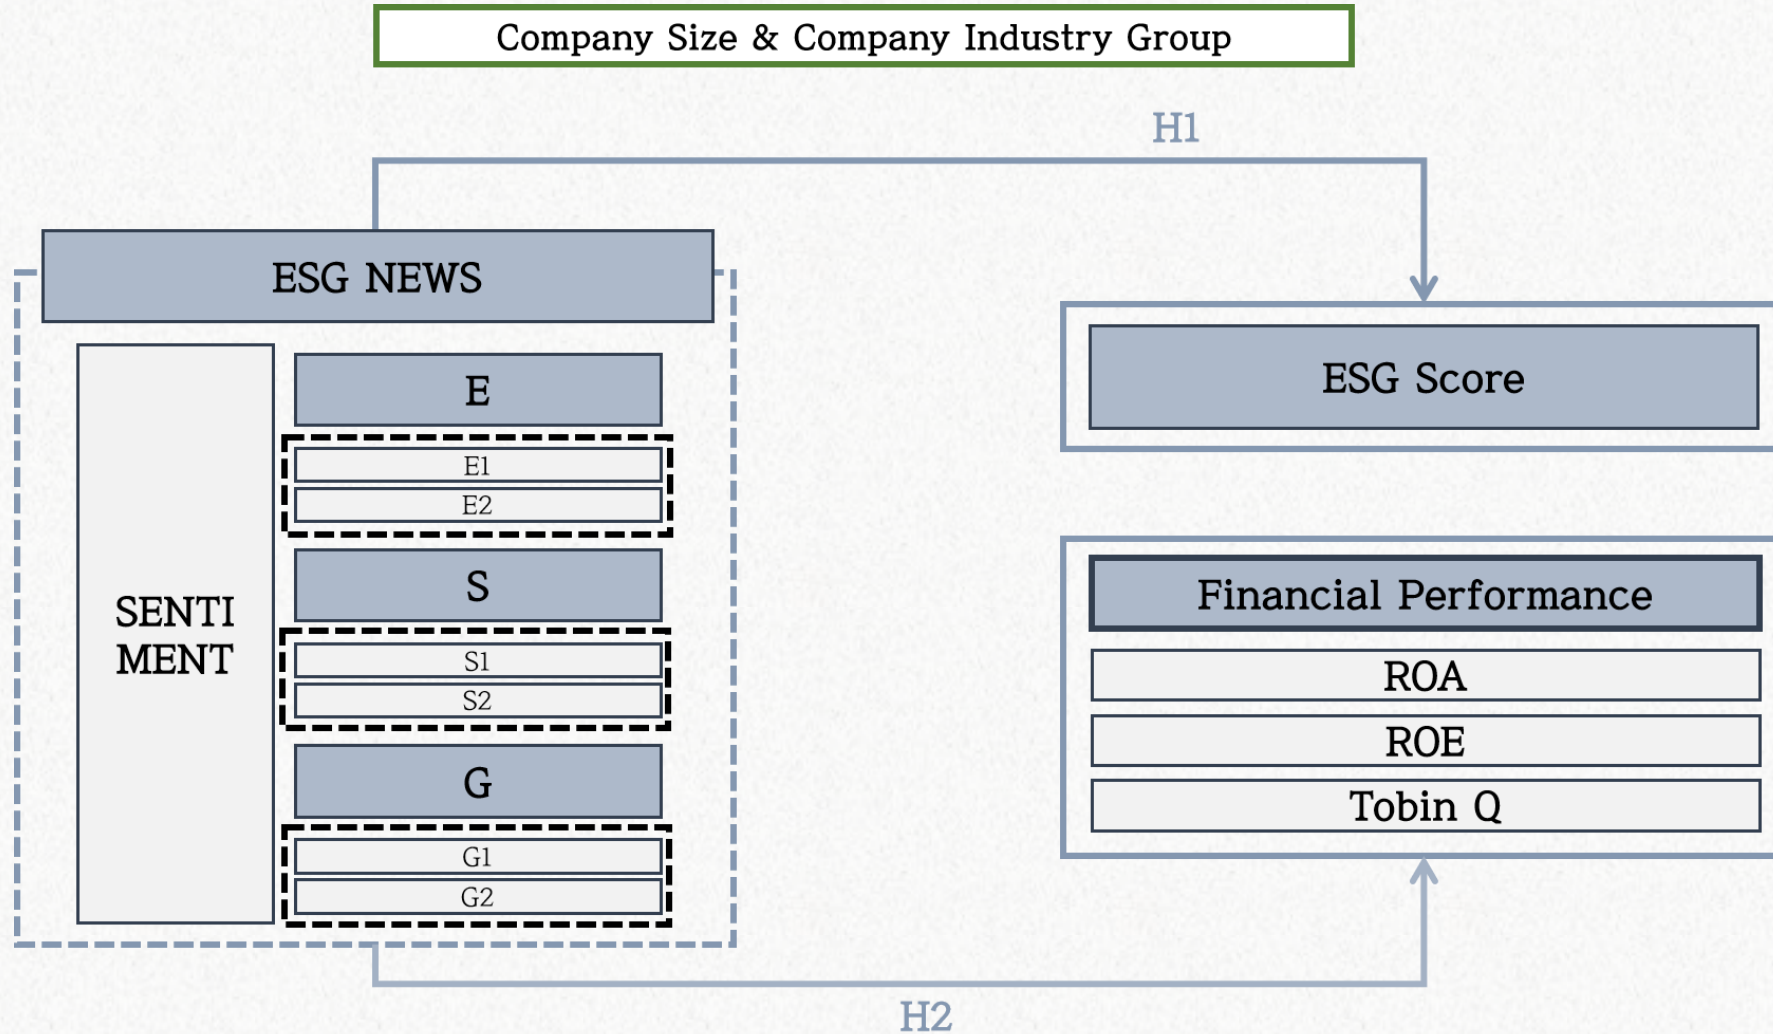 Company Size & Company Industry Group
H1
ESG NEWS
SENTI
MENT
E
E1
E2
S
S1
S2
G
G1
G2
ESG Score
Financial Performance
ROA
ROE
Tobin Q
H2